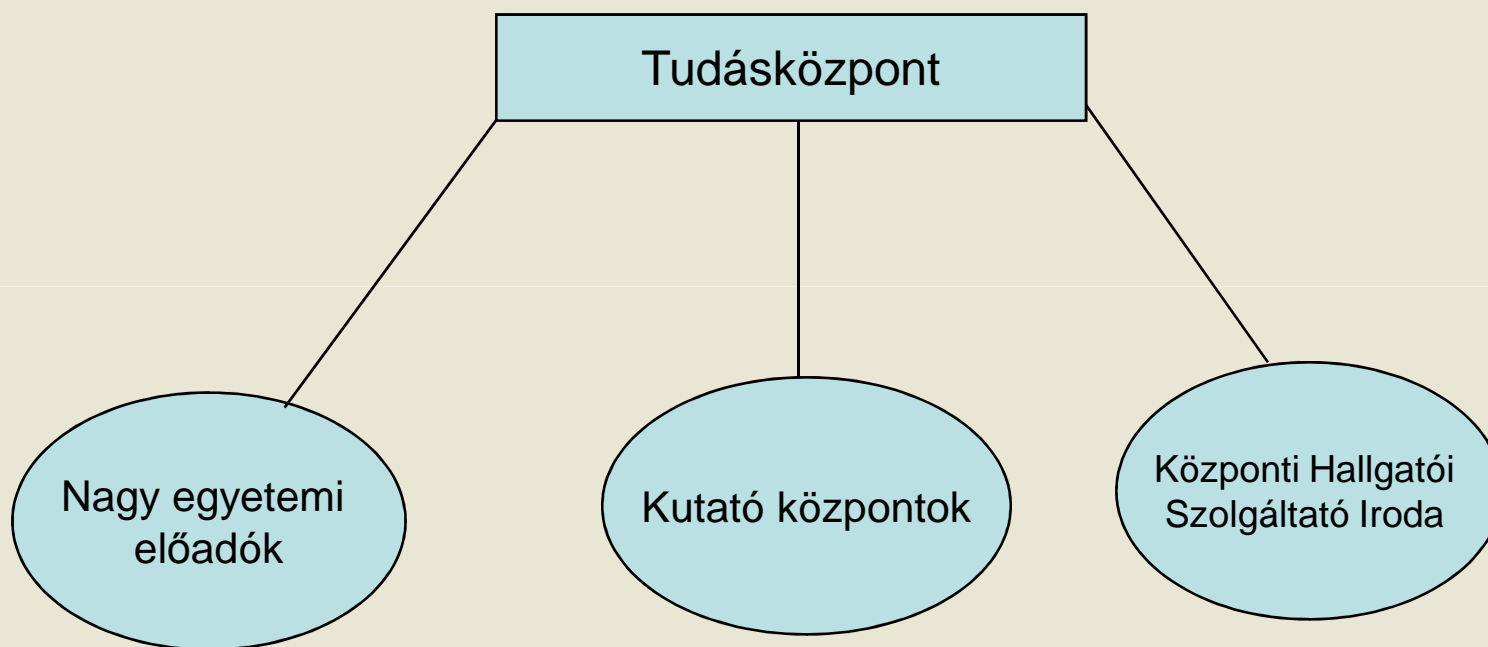 Tudásközpont
Nagy egyetemi
előadók
Kutató központok
Központi Hallgatói
Szolgáltató Iroda